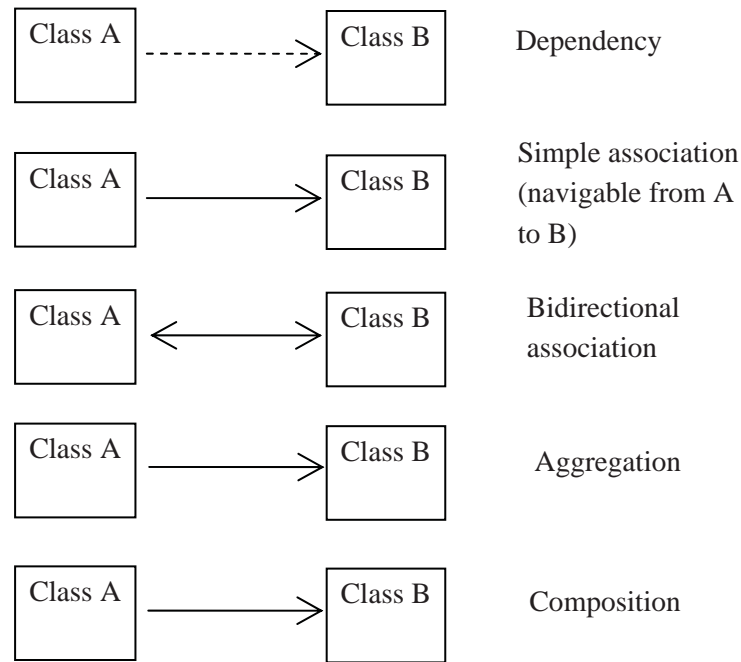 Class A
Class B
Dependency
Class A
Class B
Simple association
(navigable from A
to B)
Class A
Class B
Bidirectional
association
Class A
Class B
Aggregation
Class A
Class B
Composition